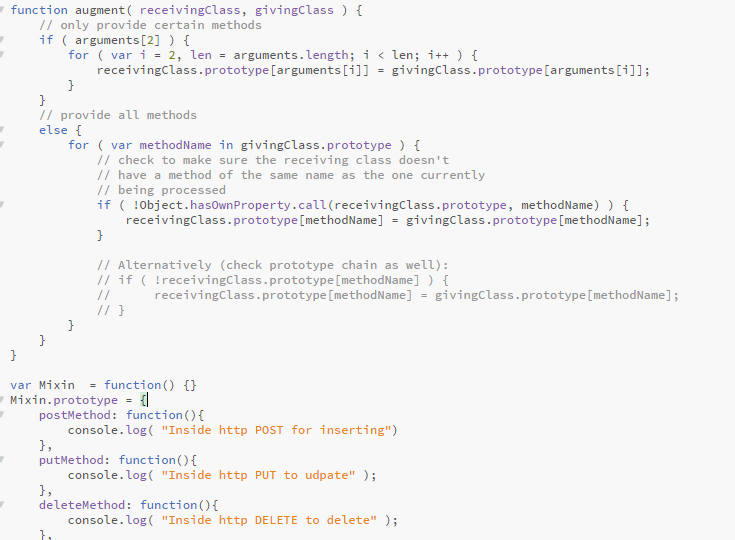 function augment( receivingClass, givingClass ) {
    // only provide certain methods
    if ( arguments[2] ) {
        for ( var i = 2, len = arguments.length; i < len; i++ ) {
            receivingClass.prototype[arguments[i]] = givingClass.prototype[arguments[i]];
        }
    }
    // provide all methods
    else {
        for ( var methodName in givingClass.prototype ) {
            // check to make sure the receiving class doesn't
            // have a method of the same name as the one currently
            // being processed
            if ( !Object.hasOwnProperty.call(receivingClass.prototype, methodName) ) {
                receivingClass.prototype[methodName] = givingClass.prototype[methodName];
            }

            // Alternatively (check prototype chain as well):
            // if ( !receivingClass.prototype[methodName] ) {
            //      receivingClass.prototype[methodName] = givingClass.prototype[methodName];
            // }
        }
    }
}

var Mixin  = function() {}
Mixin.prototype = {
    postMethod: function(){
        console.log( "Inside http POST for inserting")
    },
    putMethod: function(){
        console.log( "Inside http PUT to udpate" );
    },
    deleteMethod: function(){
        console.log( "Inside http DELETE to delete" );
    },